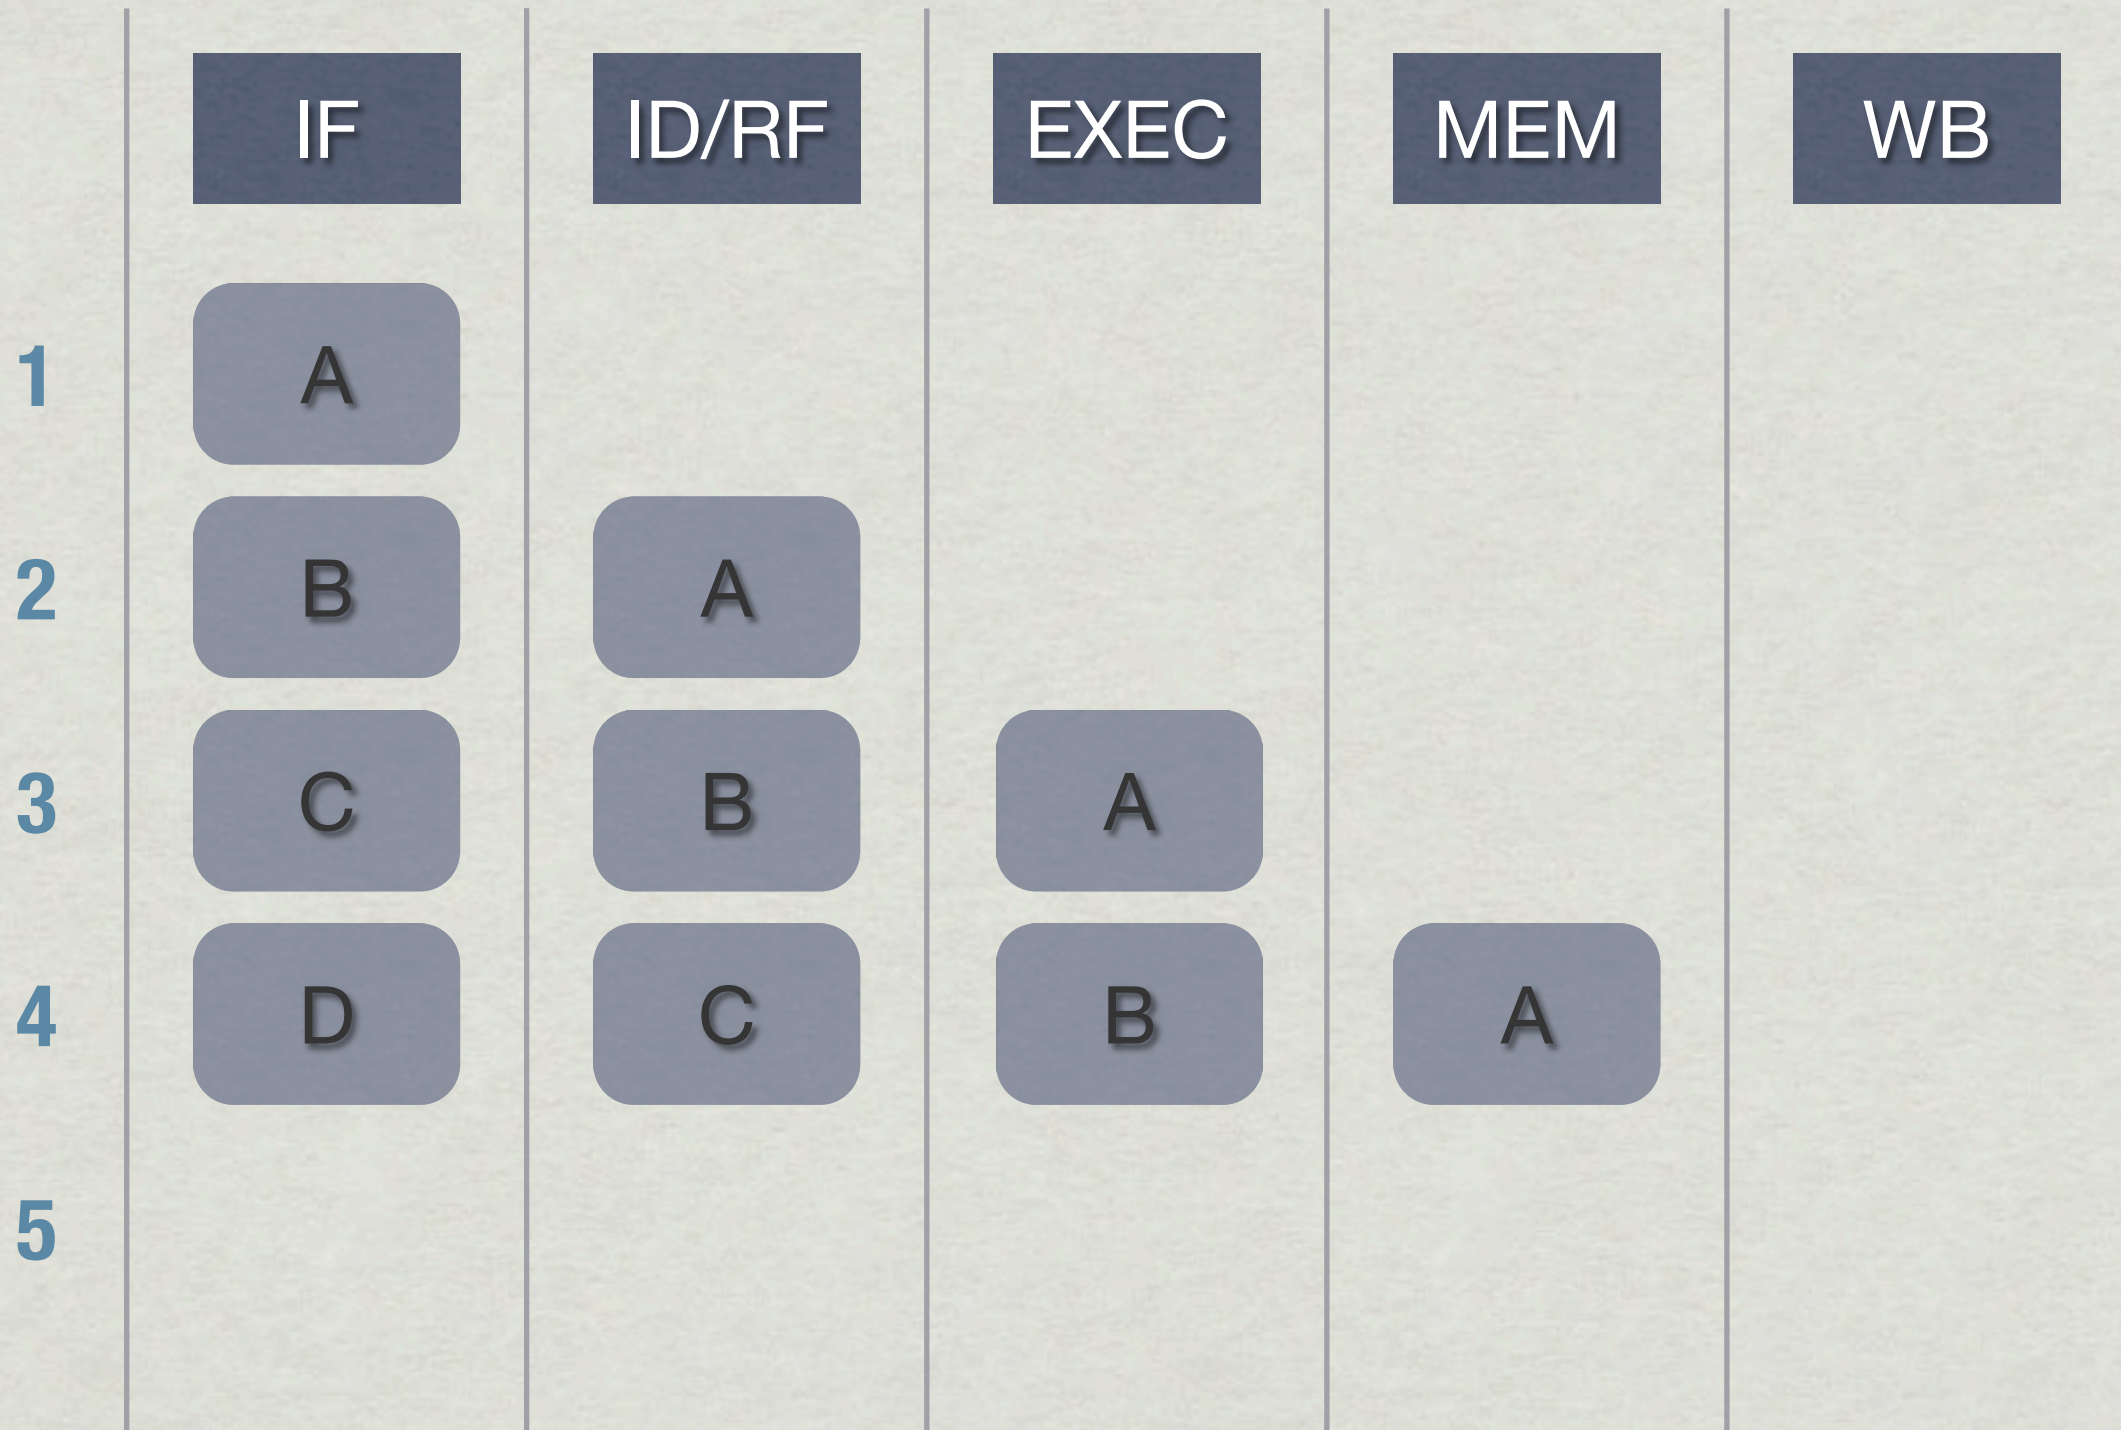 IF ID/RF EXEC MEM WB
1 A
2 B A
3 C B A
4 D C B A
5